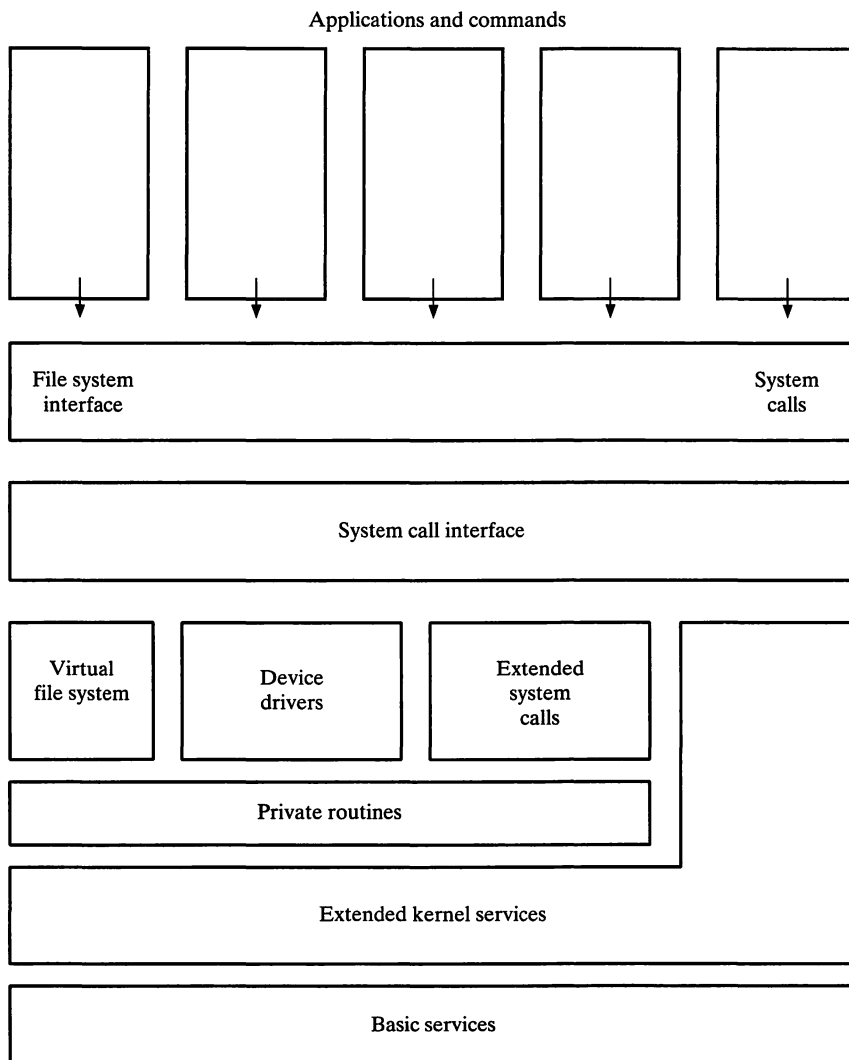 Applications and commands
File system
interface
System
calls
System call interface
Virtual
file system
Device
drivers
Extended
system
calls
Private routines
Extended kernel services
Basic services